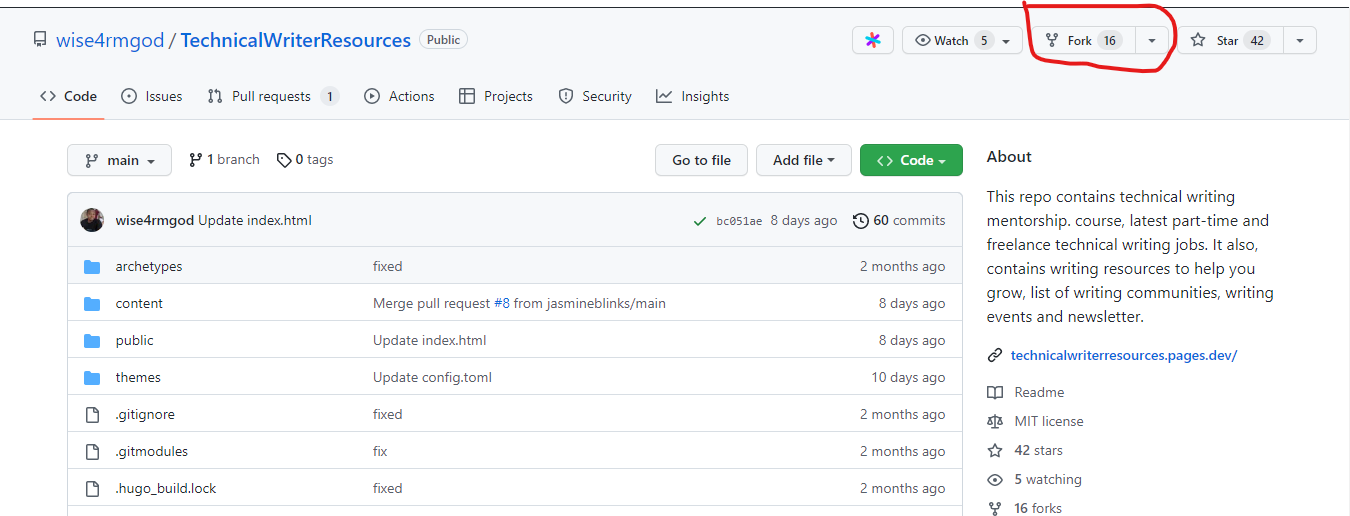 wise4rmgod / TechnicalWriterResources Public
Watch 5 Fork 16 Star 42
Code Issues Pull requests 1 Actions Projects Security Insights
main 1 branch 0 tags Go to file Add file Code
wise4rmgod Update index.html bc051ae 8 days ago 60 commits
archetypes fixed 2 months ago
content Merge pull request #8 from jasmineblinks/main 8 days ago
public Update index.html 8 days ago
themes Update config.toml 10 days ago
.gitignore fixed 2 months ago
.gitmodules fix 2 months ago
.hugo_build.lock fixed 2 months ago
About
This repo contains technical writing
mentorship. course, latest part-time and
freelance technical writing jobs. It also,
contains writing resources to help you
grow, list of writing communities, writing
events and newsletter.
technicalwriterresources.pages.dev/
Readme
MIT license
42 stars
5 watching
16 forks